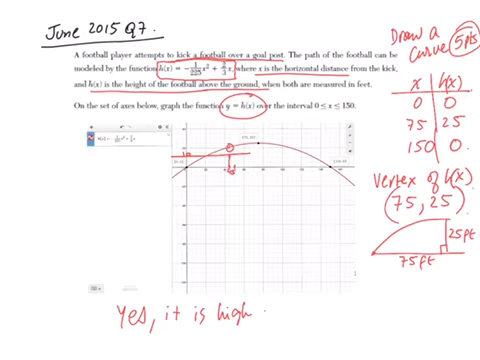 June 2015 Q7.
A football player attempts to kick a football over a goal post. The path of the football can be
modeled by the function h(x) = −1/225 x² + 2/3 x, where x is the horizontal distance from the kick,
and h(x) is the height of the football above the ground, when both are measured in feet.
On the set of axes below, graph the function y = h(x) over the interval 0 ≤ x ≤ 150.
Draw a
curve (5pts
x h(x)
0 0
75 25
150 0
Vertex of h(x)
(75, 25)
25pt
75pt
Yes, it is high